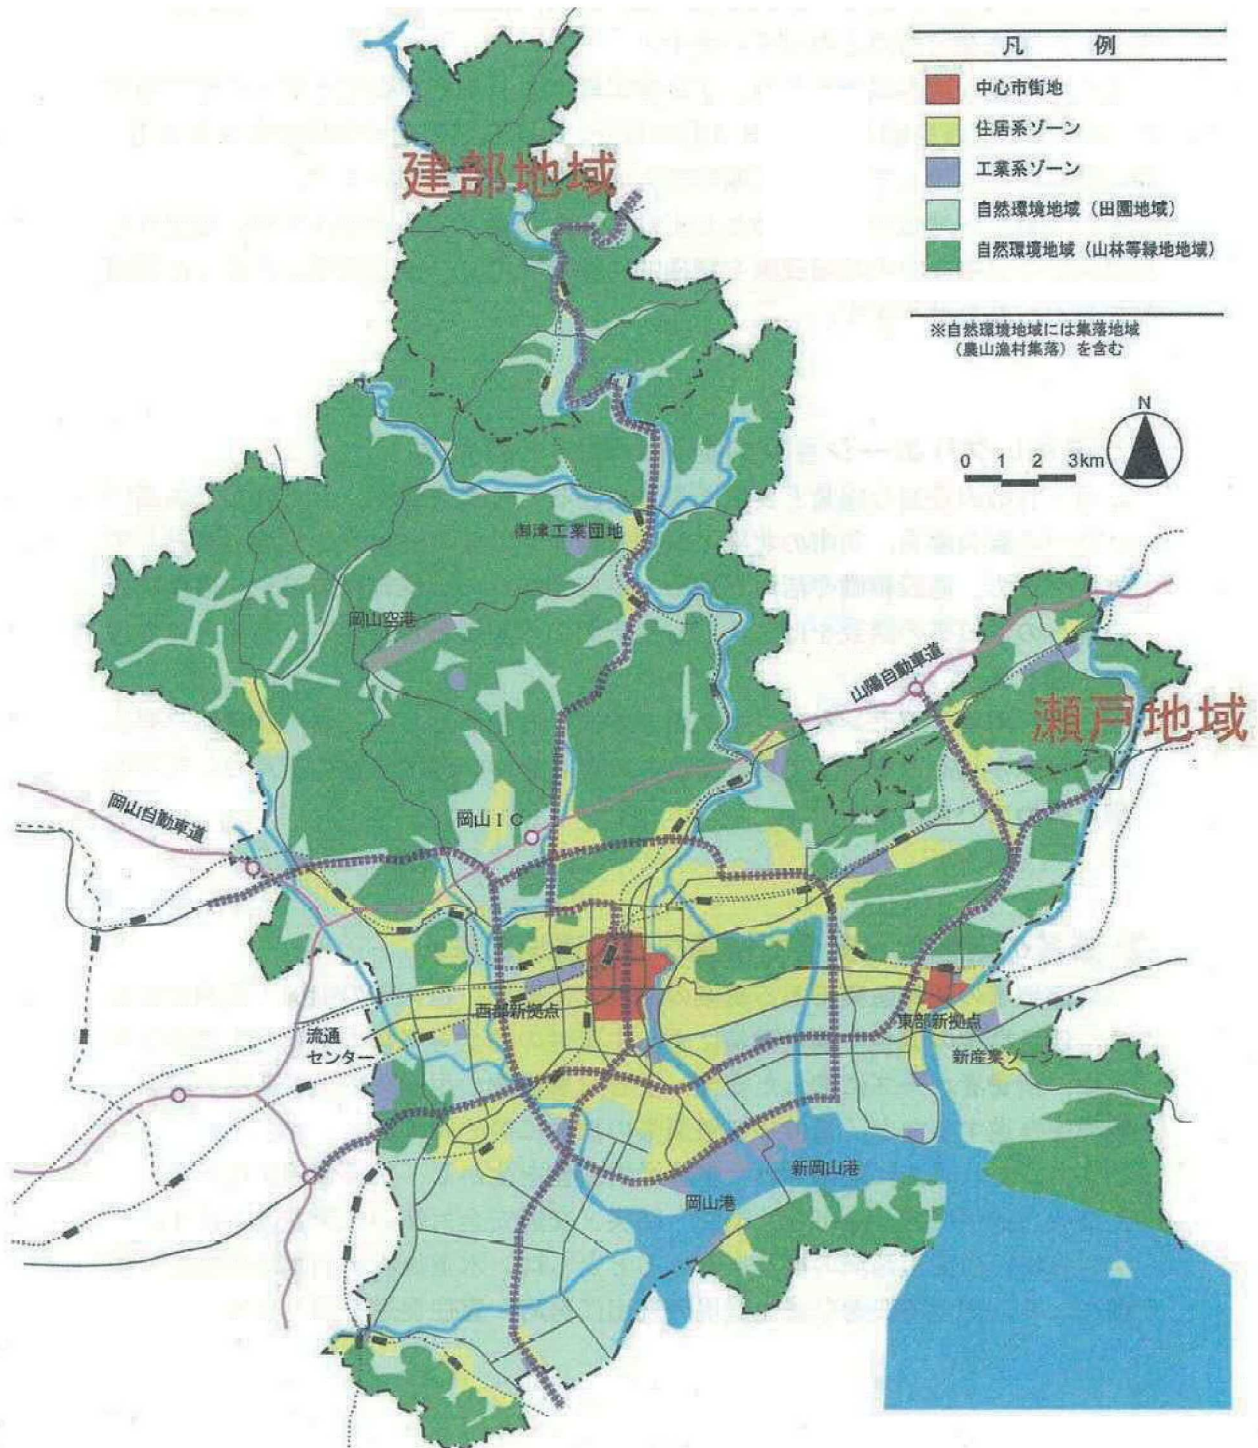 凡 例
中心市街地
住居系ゾーン
工業系ゾーン
自然環境地域（田園地域）
自然環境地域（山林等緑地地域）
※自然環境地域には集落地域
（農山漁村集落）を含む
N
0 1 2 3km
建部地域
御津工業団地
岡山空港
山陽自動車道
瀬戸地域
岡山自動車道
岡山IC
西部新拠点
流通
センター
東部新拠点
新産業ゾーン
新岡山港
岡山港